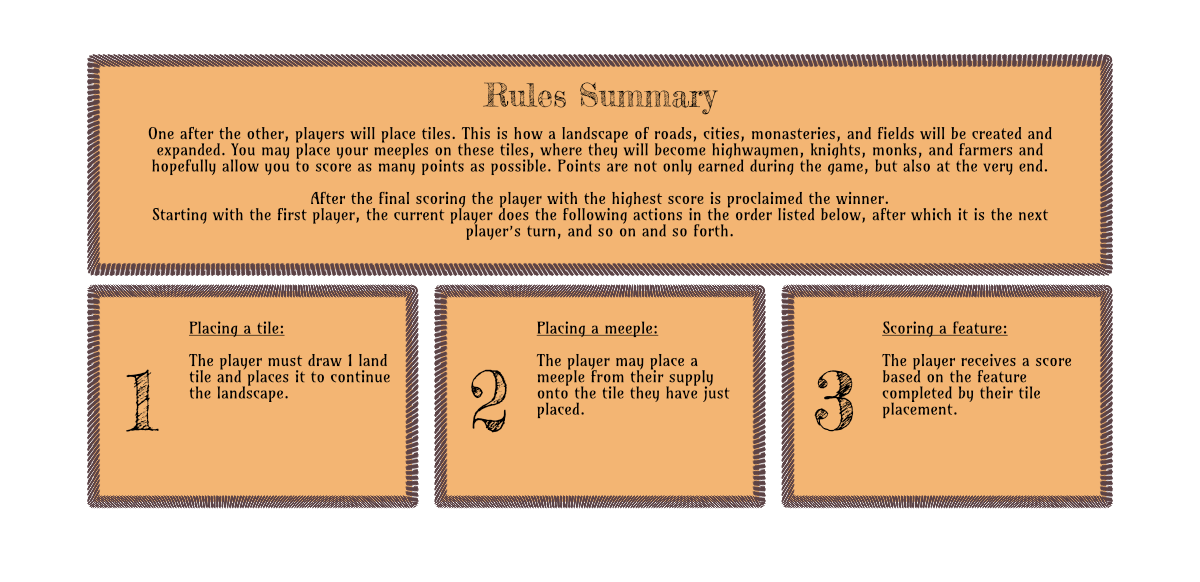 Rules Summary
One after the other, players will place tiles. This is how a landscape of roads, cities, monasteries, and fields will be created and
expanded. You may place your meeples on these tiles, where they will become highwaymen, knights, monks, and farmers and
hopefully allow you to score as many points as possible. Points are not only earned during the game, but also at the very end.
After the final scoring the player with the highest score is proclaimed the winner.
Starting with the first player, the current player does the following actions in the order listed below, after which it is the next
player's turn, and so on and so forth.
1
Placing a tile:
The player must draw 1 land
tile and places it to continue
the landscape.
2
Placing a meeple:
The player may place a
meeple from their supply
onto the tile they have just
placed.
3
Scoring a feature:
The player receives a score
based on the feature
completed by their tile
placement.